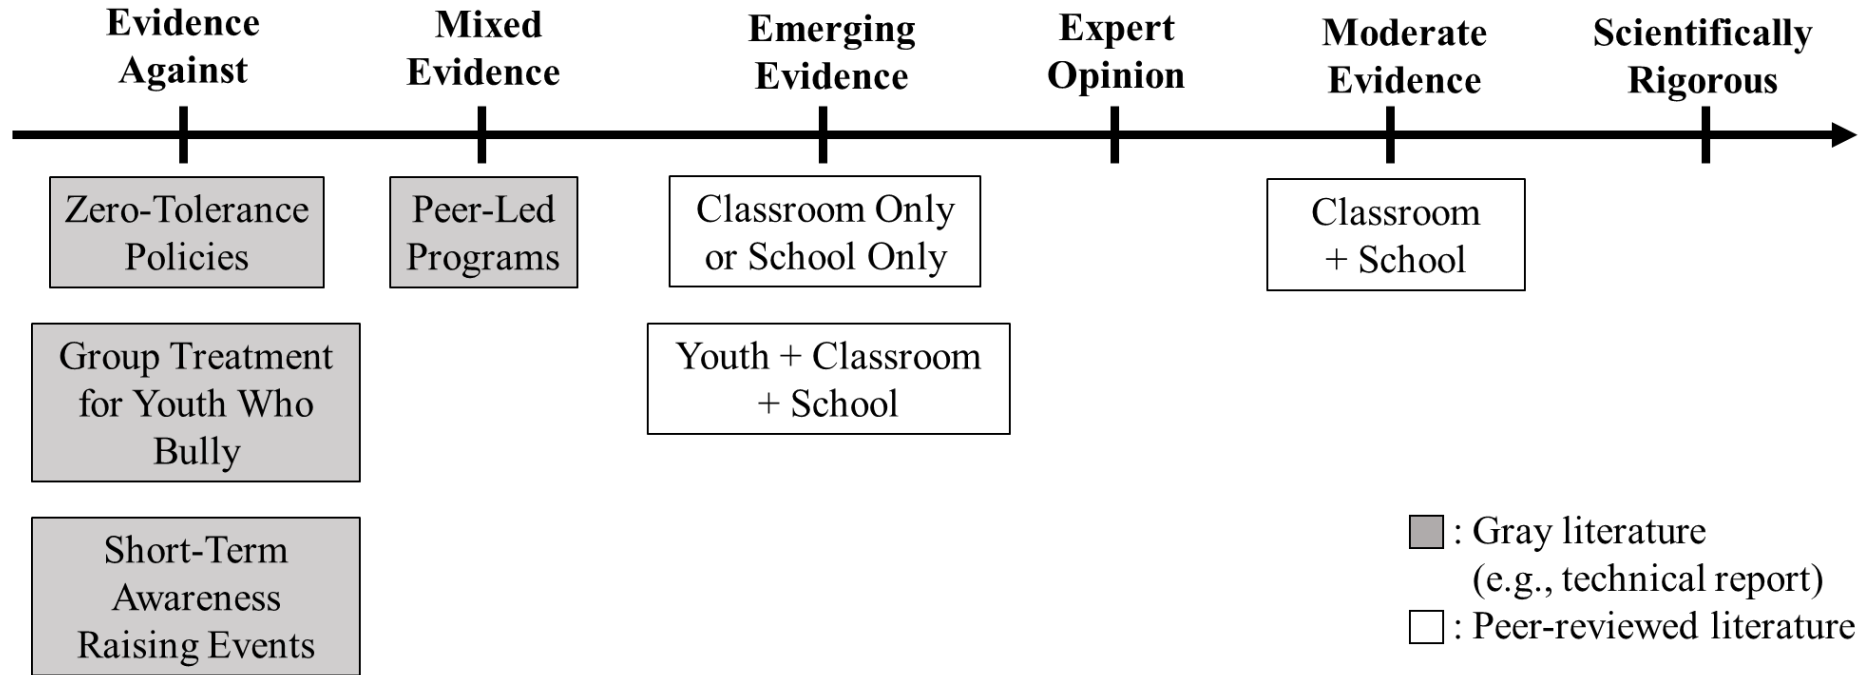 Evidence
Against
Mixed
Evidence
Emerging
Evidence
Expert
Opinion
Moderate
Evidence
Scientifically
Rigorous
Zero-Tolerance
Policies
Peer-Led
Programs
Classroom Only
or School Only
Classroom
+ School
Group Treatment
for Youth Who
Bully
Youth + Classroom
+ School
Short-Term
Awareness
Raising Events
: Gray literature
(e.g., technical report)
: Peer-reviewed literature